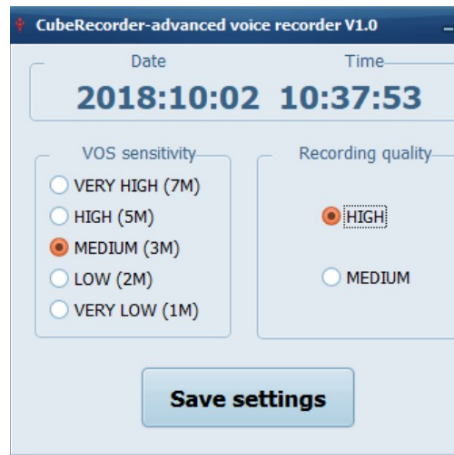 CubeRecorder-advanced voice recorder V1.0
Date Time
2018:10:02 10:37:53
VOS sensitivity
VERY HIGH (7M)
HIGH (5M)
MEDIUM (3M)
LOW (2M)
VERY LOW (1M)
Recording quality
HIGH
MEDIUM
Save settings